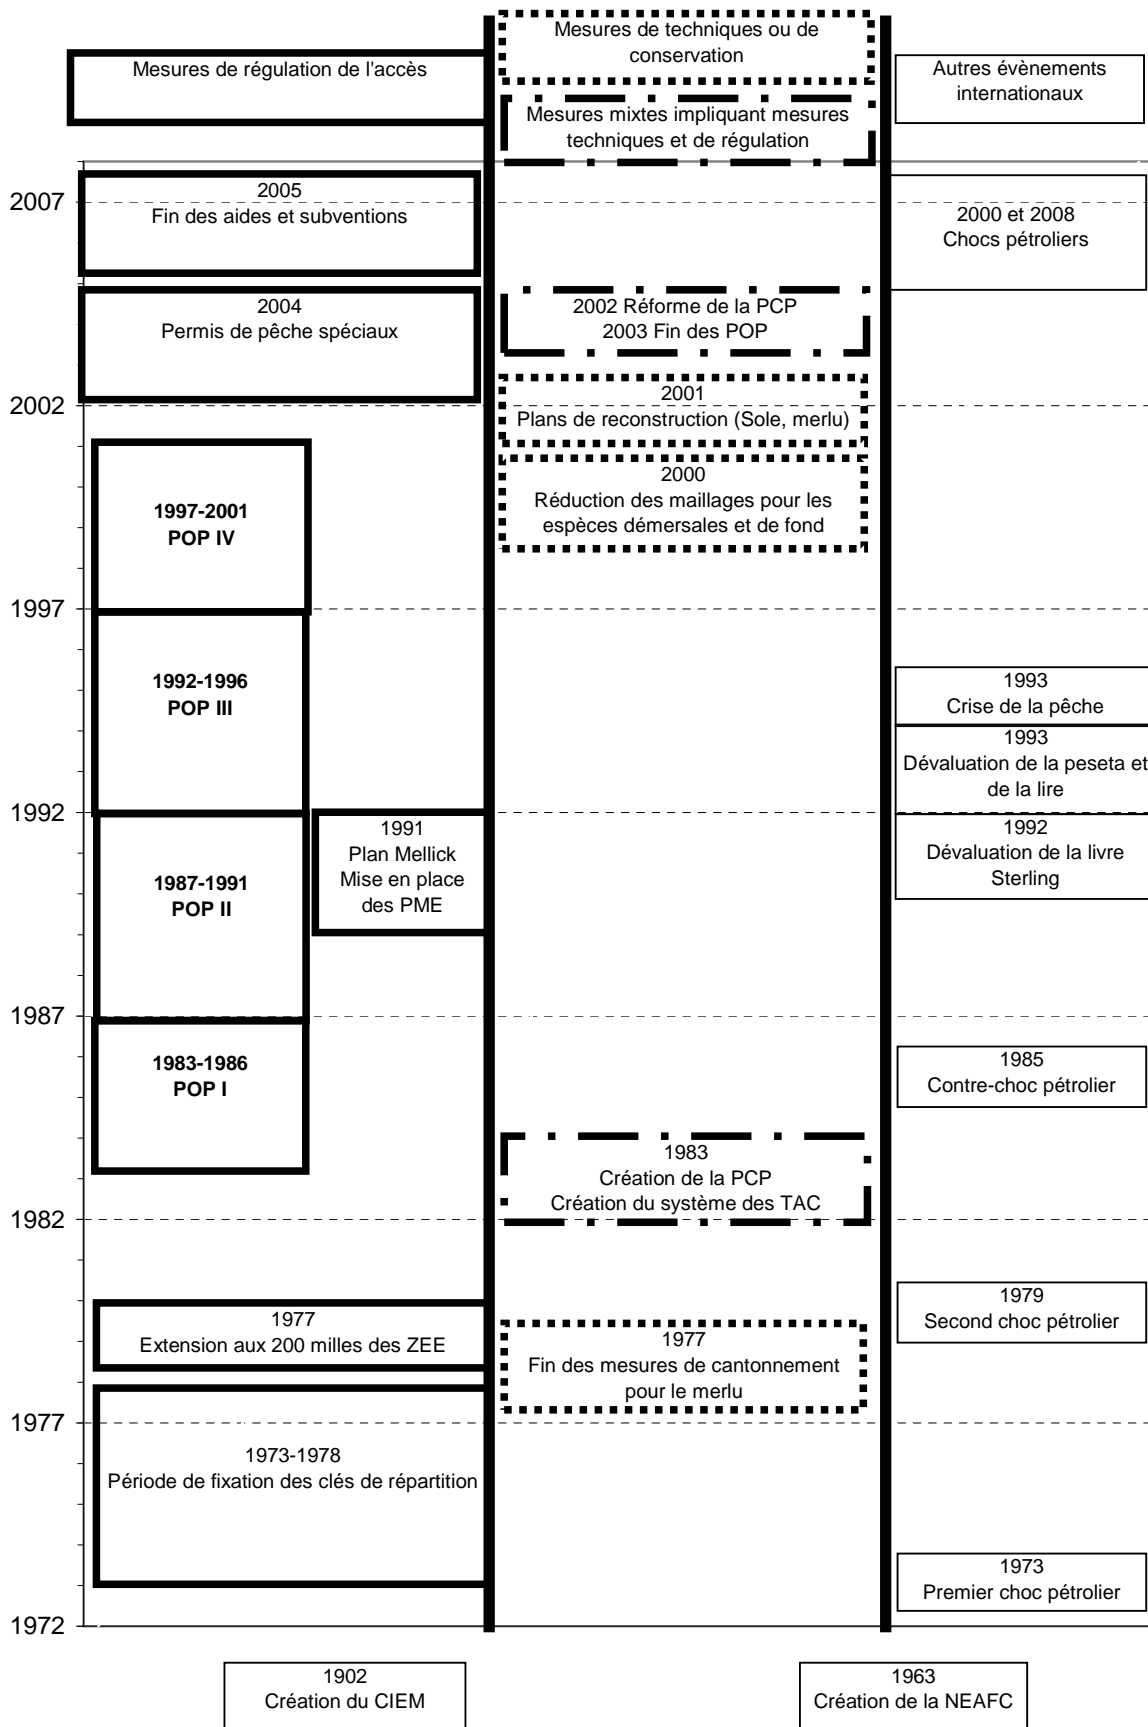 Mesures de régulation de l'accès
Mesures de techniques ou de
conservation
Mesures mixtes impliquant mesures
techniques et de régulation
Autres évènements
internationaux
2007
2005
Fin des aides et subventions
2000 et 2008
Chocs pétroliers
2004
Permis de pêche spéciaux
2002 Réforme de la PCP
2003 Fin des POP
2002
2001
Plans de reconstruction (Sole, merlu)
2000
Réduction des maillages pour les
espèces démersales et de fond
1997-2001
POP IV
1997
1992-1996
POP III
1993
Crise de la pêche
1993
Dévaluation de la peseta et
de la lire
1992
1992
Dévaluation de la livre
Sterling
1991
Plan Mellick
Mise en place
des PME
1987-1991
POP II
1987
1983-1986
POP I
1985
Contre-choc pétrolier
1983
Création de la PCP
Création du système des TAC
1982
1977
Extension aux 200 milles des ZEE
1979
Second choc pétrolier
1977
Fin des mesures de cantonnement
pour le merlu
1977
1973-1978
Période de fixation des clés de répartition
1973
Premier choc pétrolier
1972
1902
Création du CIEM
1963
Création de la NEAFC